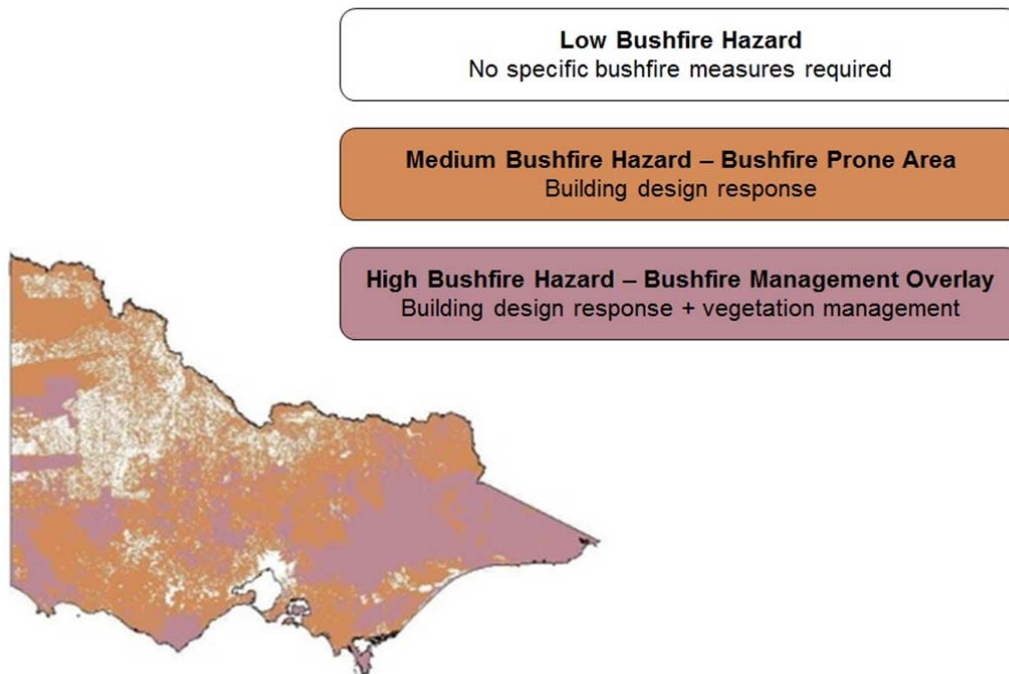 Low Bushfire Hazard
No specific bushfire measures required
Medium Bushfire Hazard – Bushfire Prone Area
Building design response
High Bushfire Hazard – Bushfire Management Overlay
Building design response + vegetation management